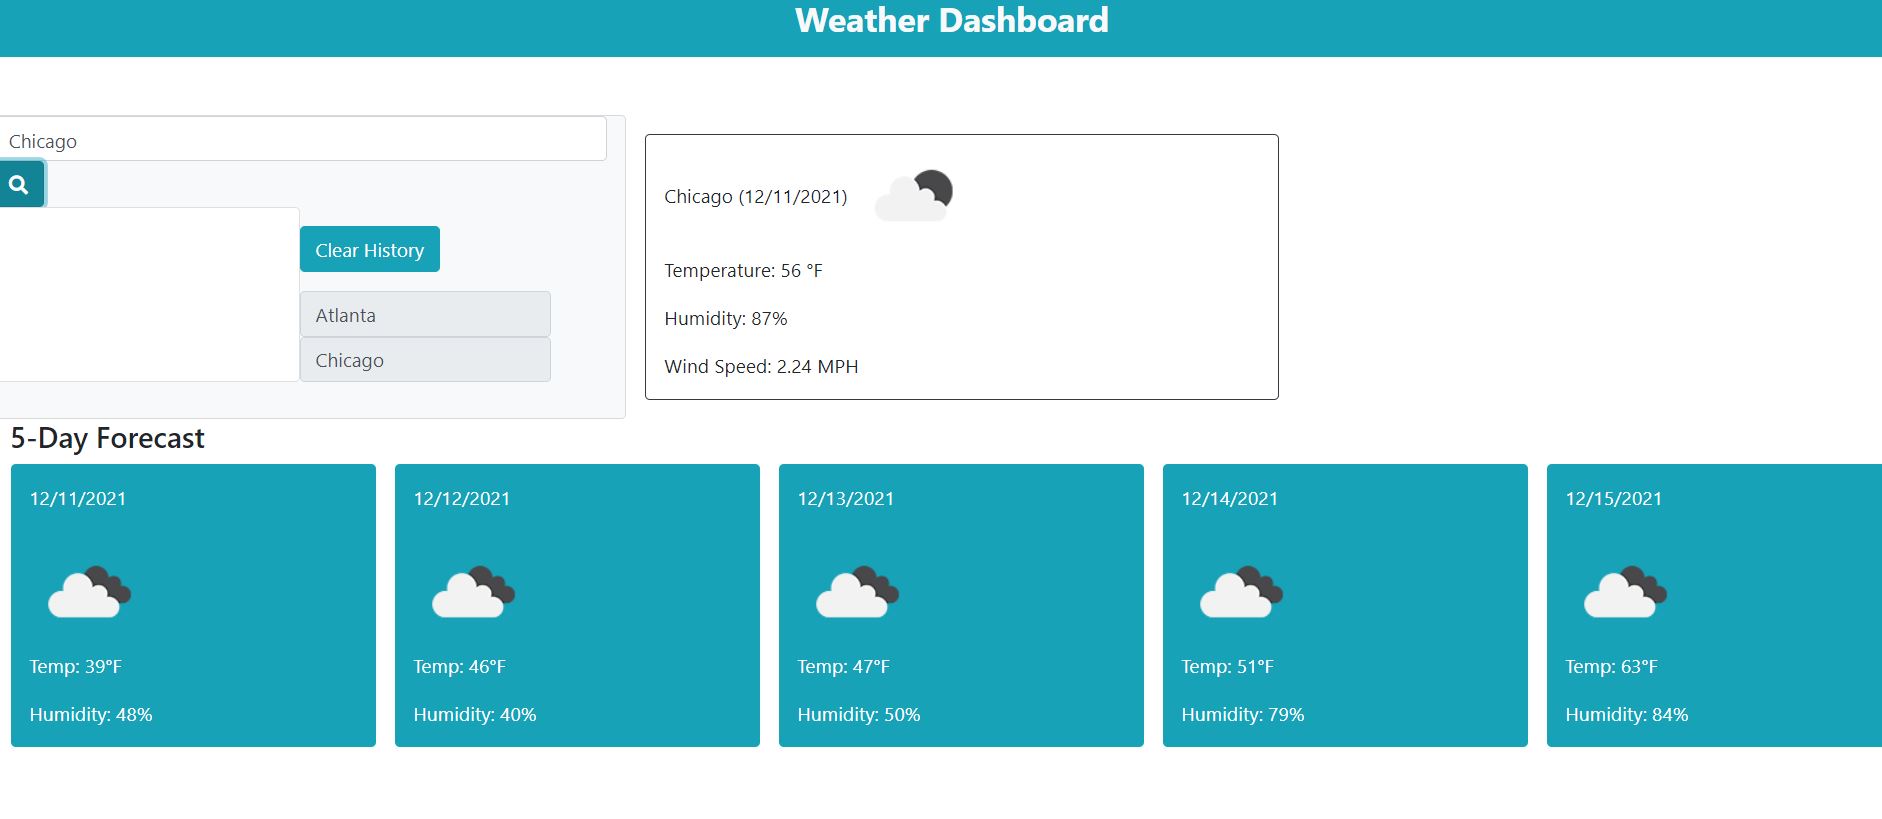 Weather Dashboard
Chicago
Clear History
Atlanta
Chicago
Chicago (12/11/2021)
Temperature: 56 °F
Humidity: 87%
Wind Speed: 2.24 MPH
5-Day Forecast
12/11/2021
Temp: 39°F
Humidity: 48%
12/12/2021
Temp: 46°F
Humidity: 40%
12/13/2021
Temp: 47°F
Humidity: 50%
12/14/2021
Temp: 51°F
Humidity: 79%
12/15/2021
Temp: 63°F
Humidity: 84%